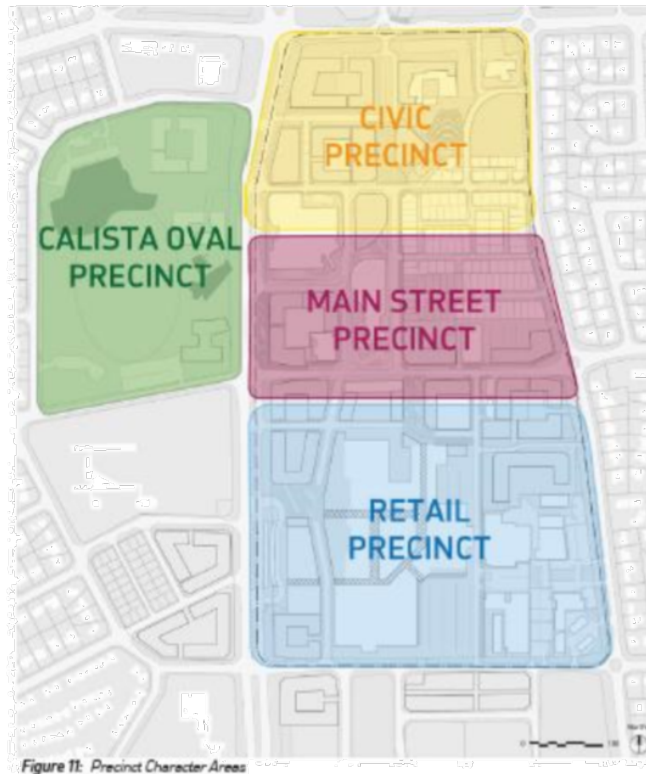 CIVIC
PRECINCT
CALISTA OVAL
PRECINCT
MAIN STREET
PRECINCT
RETAIL
PRECINCT
Figure 11: Precinct Character Areas